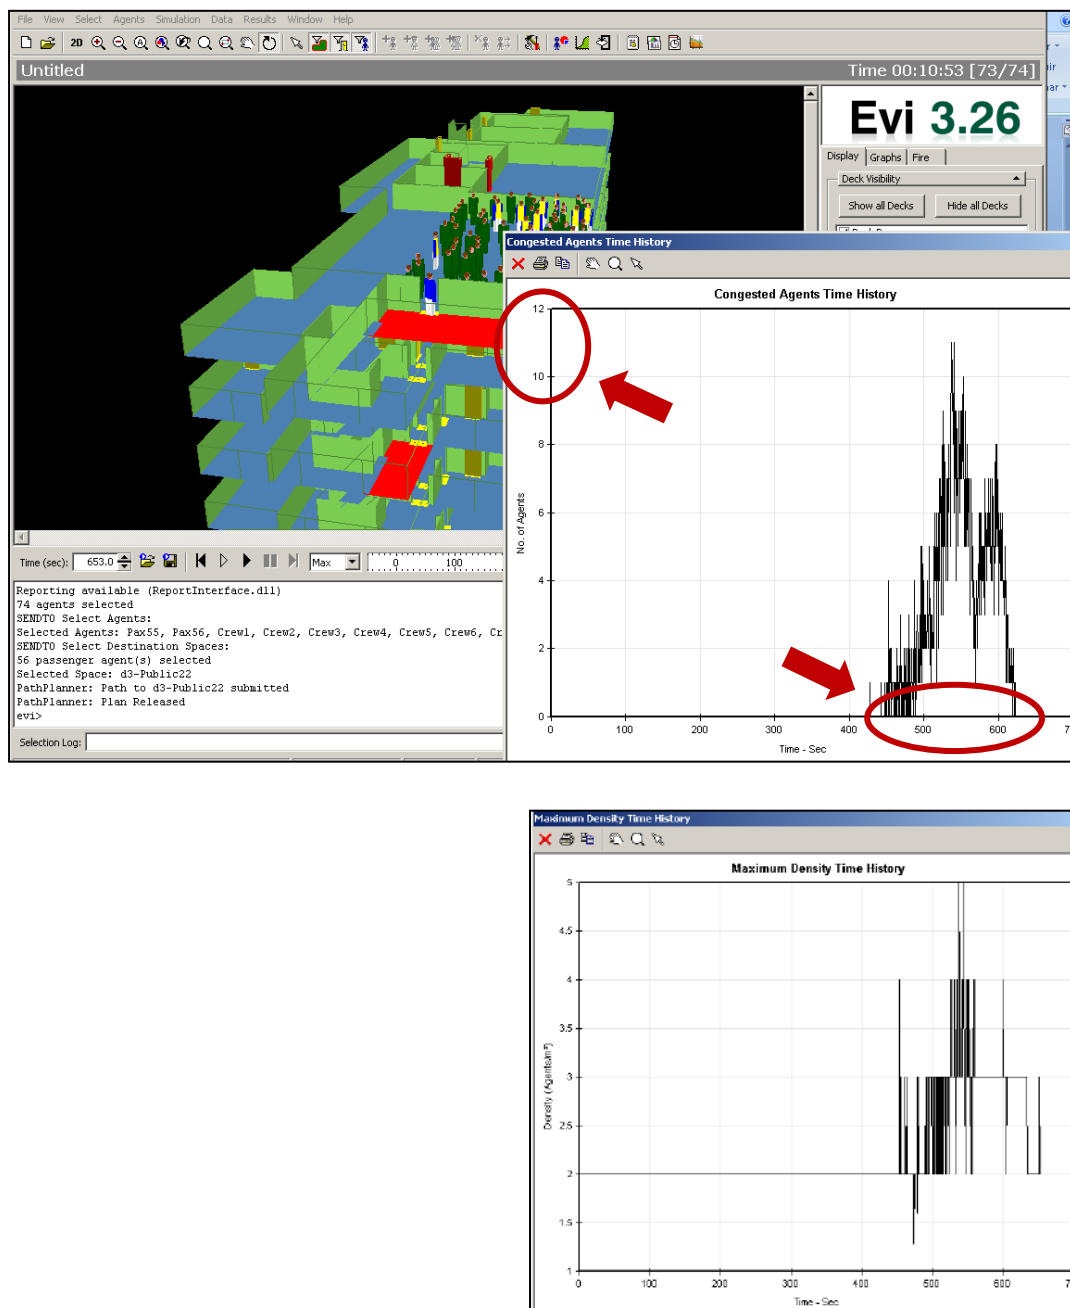 File View Select Agents Simulation Data Results Window Help
2D
Untitled
Time 00:10:53 [73/74]
Evi 3.26
Display Graphs Fire
Deck Visibility
Show all Decks Hide all Decks
Congested Agents Time History
Congested Agents Time History
12
10
8
6
4
2
0
No. of Agents
0 100 200 300 400 500 600
Time - Sec
Time (sec): 653.0 Max 0 100
Reporting available (ReportInterface.dll)
74 agents selected
SENDTO Select Agents:
Selected Agents: Pax55, Pax56, Crew1, Crew2, Crew3, Crew4, Crew5, Crew6, Cr
SENDTO Select Destination Spaces:
56 passenger agent(s) selected
Selected Space: d3-Public22
PathPlanner: Path to d3-Public22 submitted
PathPlanner: Plan Released
evi>
Selection Log:
Maximum Density Time History
Maximum Density Time History
5
4.5
4
3.5
3
2.5
2
1.5
1
Density (Agents/m²)
0 100 200 300 400 500 600
Time - Sec